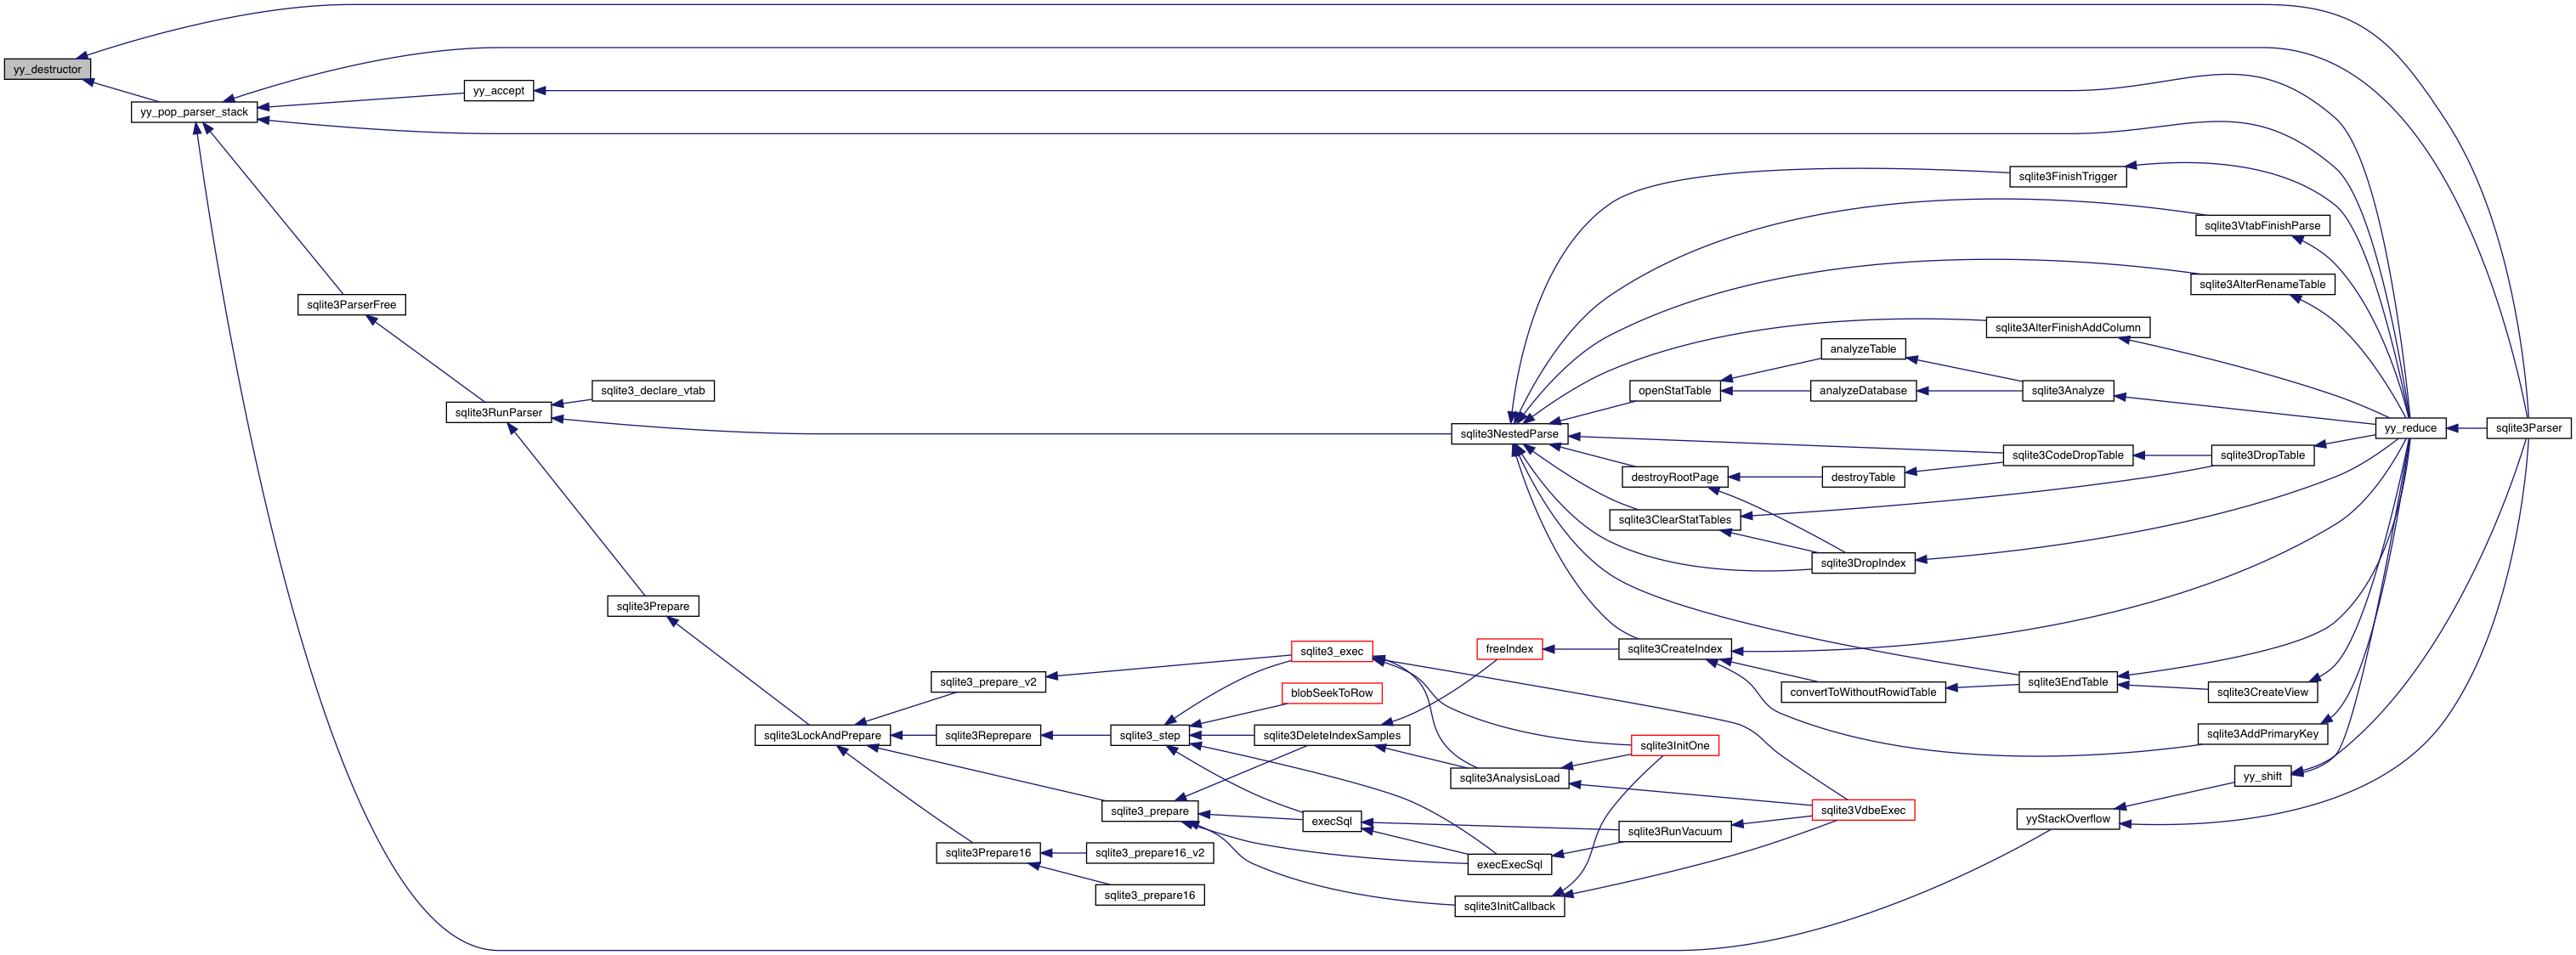 yy_destructor
yy_pop_parser_stack
yy_accept
sqlite3ParserFree
sqlite3RunParser
sqlite3_declare_vtab
sqlite3Prepare
sqlite3LockAndPrepare
sqlite3_prepare_v2
sqlite3Reprepare
sqlite3_step
sqlite3_prepare
sqlite3Prepare16
sqlite3_prepare16_v2
sqlite3_prepare16
sqlite3_exec
blobSeekToRow
sqlite3DeleteIndexSamples
execSql
execExecSql
sqlite3InitCallback
sqlite3AnalysisLoad
freeIndex
sqlite3InitOne
sqlite3RunVacuum
sqlite3VdbeExec
sqlite3NestedParse
sqlite3FinishTrigger
sqlite3VtabFinishParse
sqlite3AlterRenameTable
sqlite3AlterFinishAddColumn
analyzeTable
openStatTable
analyzeDatabase
sqlite3Analyze
sqlite3CodeDropTable
sqlite3DropTable
destroyRootPage
destroyTable
sqlite3ClearStatTables
sqlite3DropIndex
sqlite3CreateIndex
convertToWithoutRowidTable
sqlite3EndTable
sqlite3CreateView
sqlite3AddPrimaryKey
yy_shift
yyStackOverflow
yy_reduce
sqlite3Parser